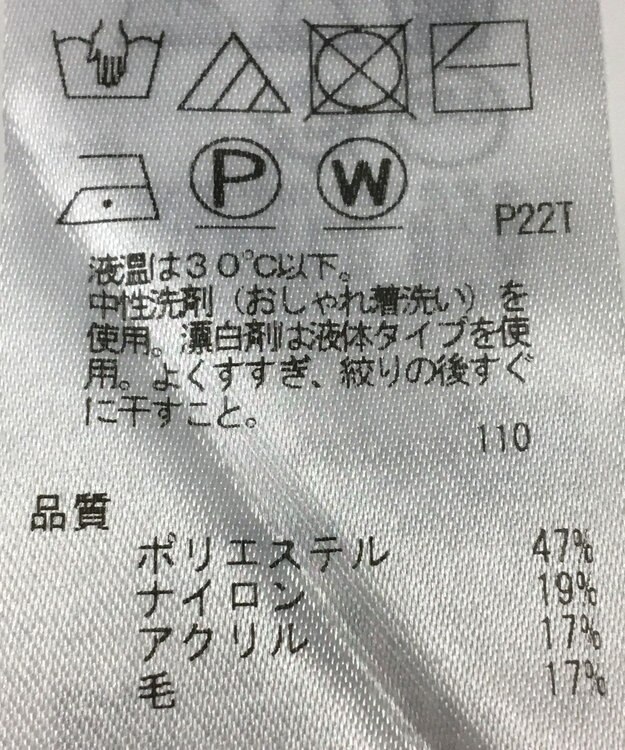 P W
P22T
液温は30℃以下。
中性洗剤（おしゃれ着洗い）を
使用。漂白剤は液体タイプを使
用。よくすすぎ、絞りの後すぐ
に干すこと。
110
品質
ポリエステル 47%
ナイロン 19%
アクリル 17%
毛 17%